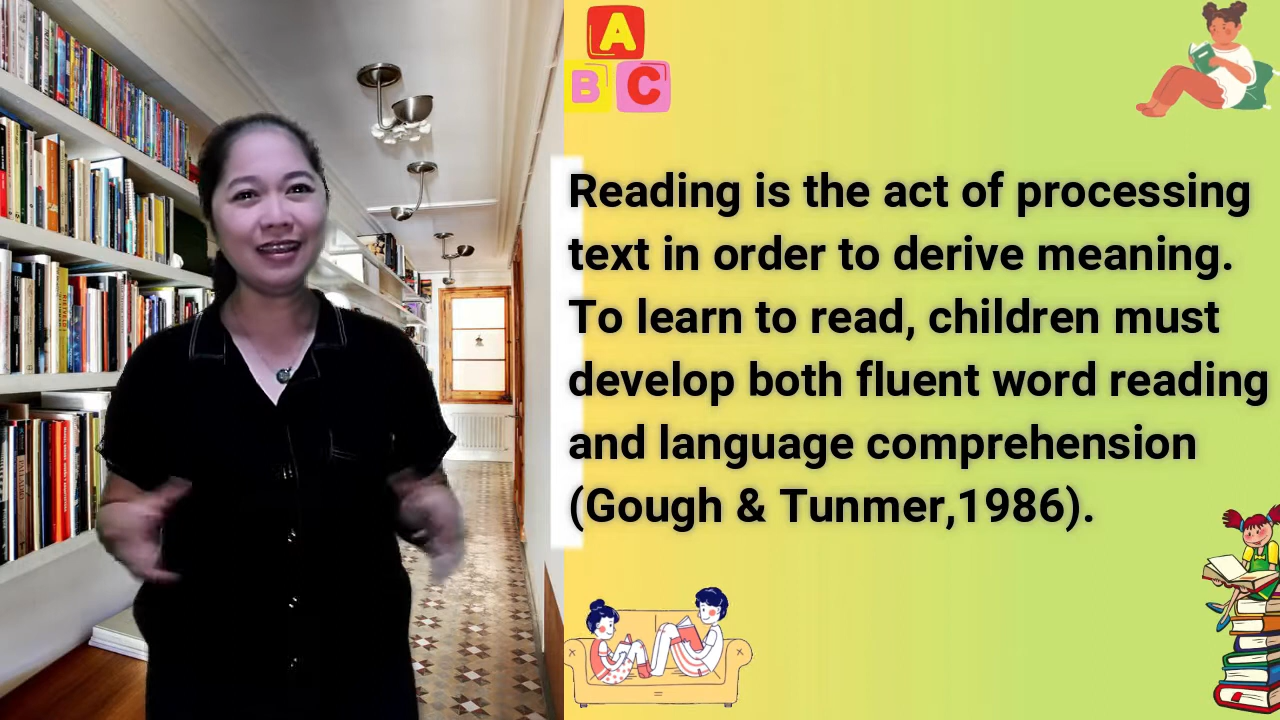 A
B C
Reading is the act of processing
text in order to derive meaning.
To learn to read, children must
develop both fluent word reading
and language comprehension
(Gough & Tunmer,1986).